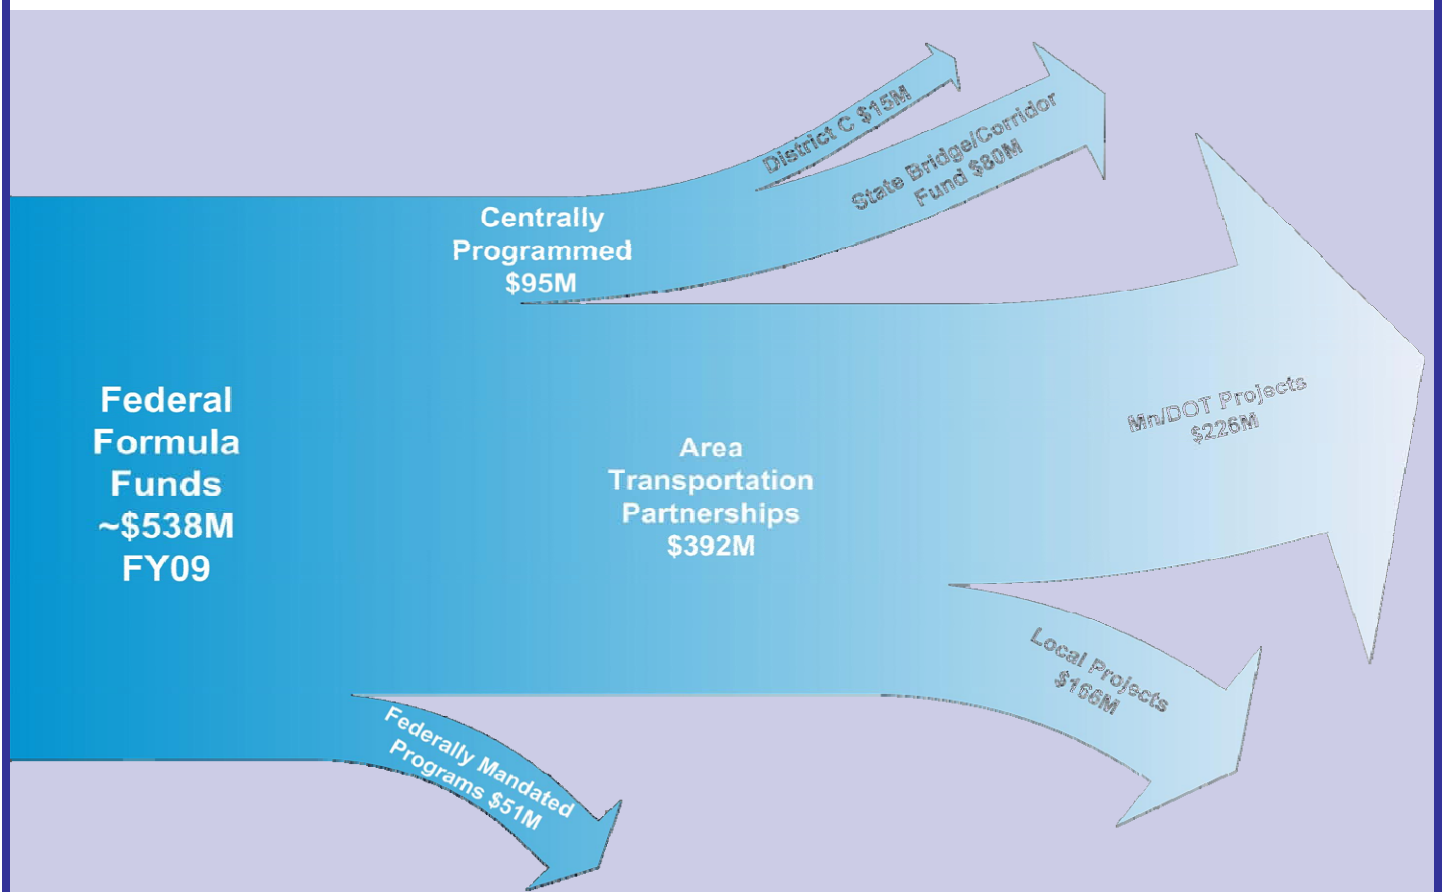 District C $15M
State Bridge/Corridor
Fund $80M
Centrally
Programmed
$95M
Federal
Formula
Funds
~$538M
FY09
Area
Transportation
Partnerships
$392M
Mn/DOT Projects
$226M
Local Projects
$166M
Federally Mandated
Programs $51M